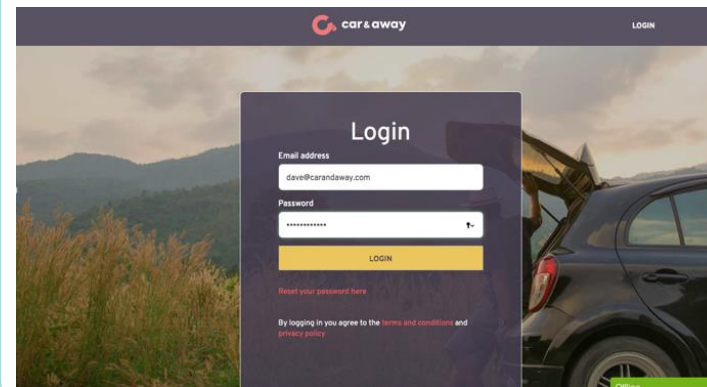 car & away
LOGIN
Login
Email address
dave@carandaway.com
Password
••••••••••••
LOGIN
Reset your password here
By logging in you agree to the terms and conditions and
privacy policy
Offline